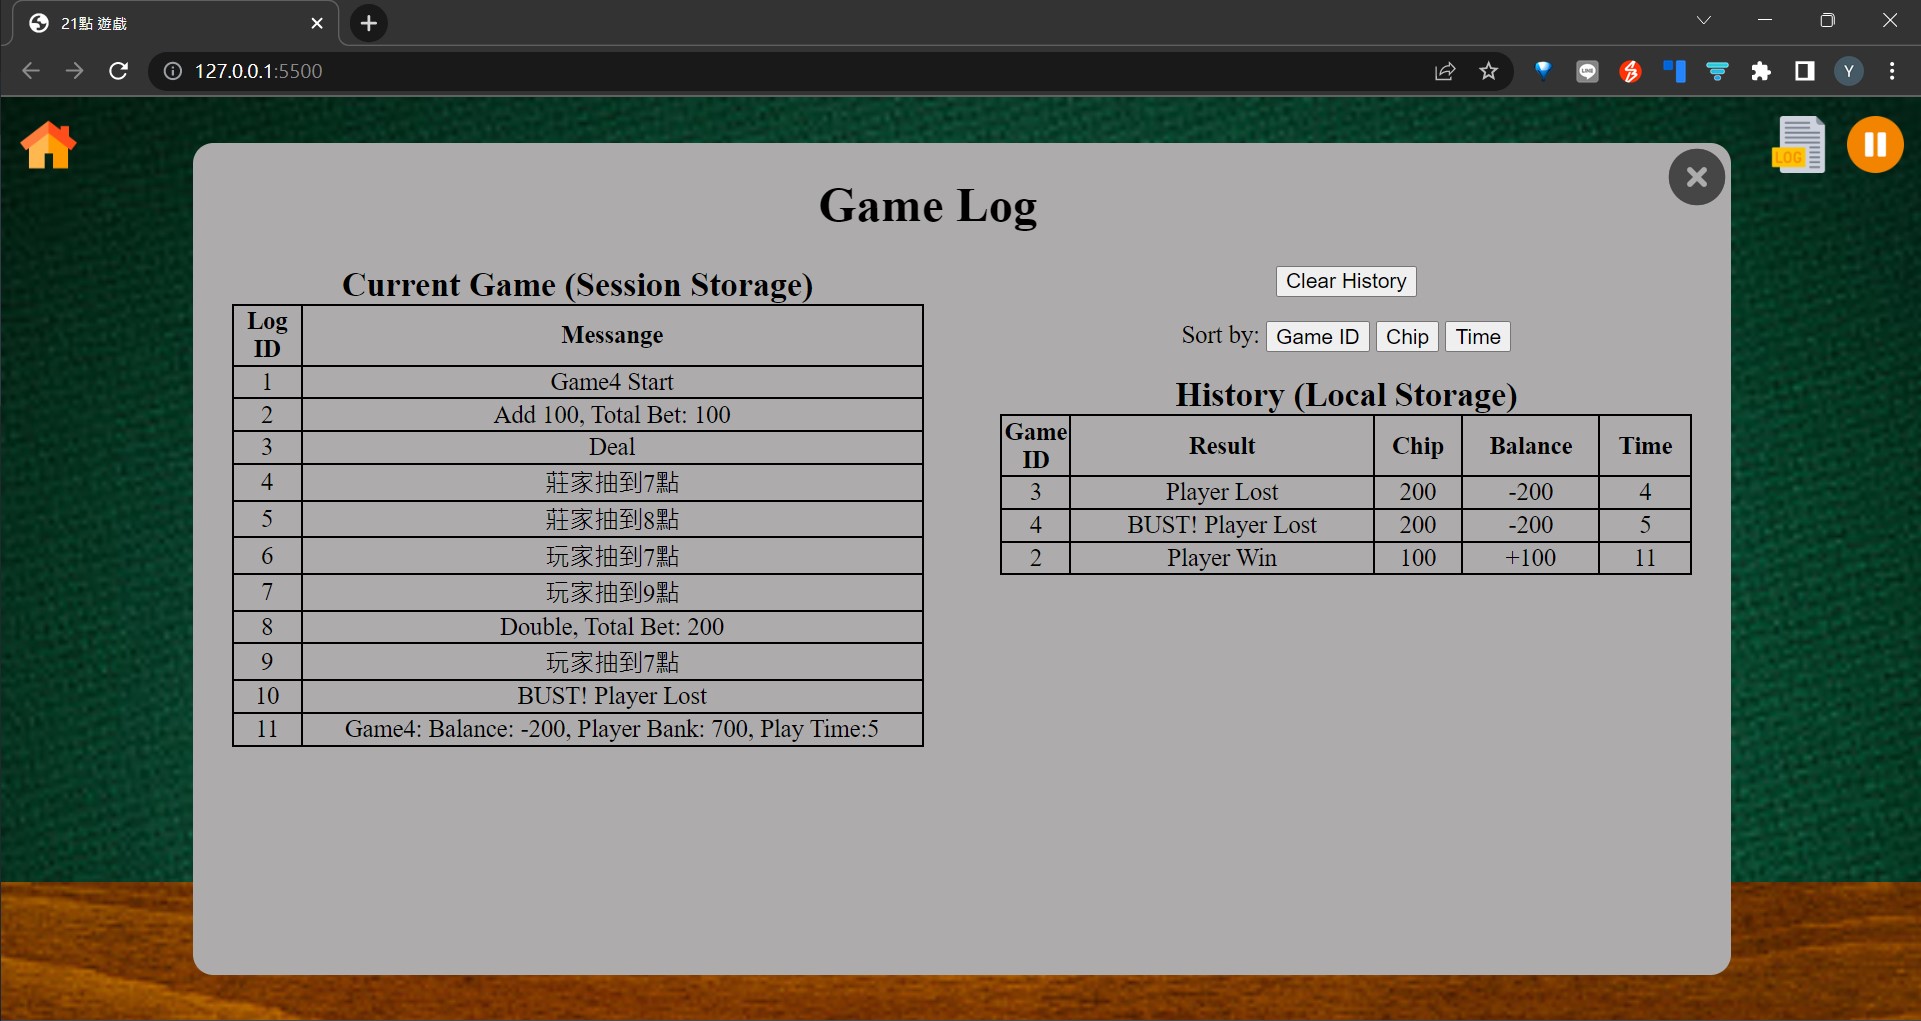 21點 遊戲
127.0.0.1:5500
Y
LOG
Game Log
Current Game (Session Storage)
Log ID Messange
1 Game4 Start
2 Add 100, Total Bet: 100
3 Deal
4 莊家抽到7點
5 莊家抽到8點
6 玩家抽到7點
7 玩家抽到9點
8 Double, Total Bet: 200
9 玩家抽到7點
10 BUST! Player Lost
11 Game4: Balance: -200, Player Bank: 700, Play Time:5
Clear History
Sort by: Game ID Chip Time
History (Local Storage)
Game ID Result Chip Balance Time
3 Player Lost 200 -200 4
4 BUST! Player Lost 200 -200 5
2 Player Win 100 +100 11